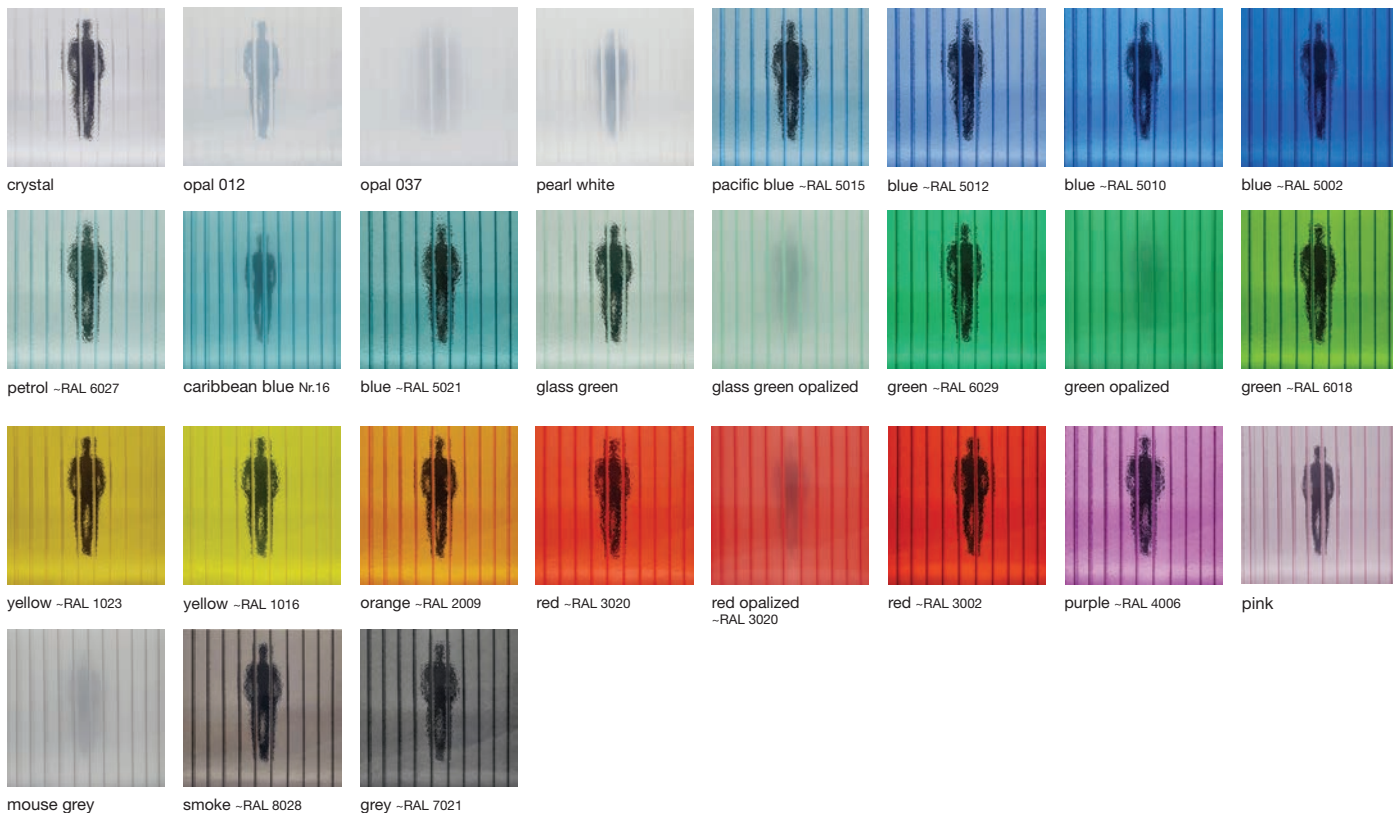 crystal
opal 012
opal 037
pearl white
pacific blue ~RAL 5015
blue ~RAL 5012
blue ~RAL 5010
blue ~RAL 5002
petrol ~RAL 6027
caribbean blue Nr.16
blue ~RAL 5021
glass green
glass green opalized
green ~RAL 6029
green opalized
green ~RAL 6018
yellow ~RAL 1023
yellow ~RAL 1016
orange ~RAL 2009
red ~RAL 3020
red opalized
~RAL 3020
red ~RAL 3002
purple ~RAL 4006
pink
mouse grey
smoke ~RAL 8028
grey ~RAL 7021